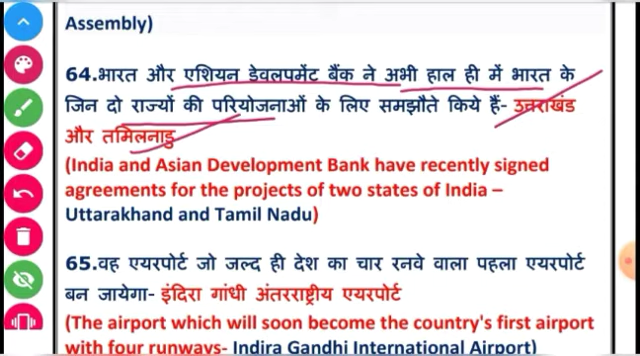 Assembly)
64.भारत और एशियन डेवलपमेंट बैंक ने अभी हाल ही में भारत के
जिन दो राज्यों की परियोजनाओं के लिए समझौते किये हैं- उत्तराखंड
और तमिलनाडु
(India and Asian Development Bank have recently signed
agreements for the projects of two states of India –
Uttarakhand and Tamil Nadu)
65.वह एयरपोर्ट जो जल्द ही देश का चार रनवे वाला पहला एयरपोर्ट
बन जायेगा- इंदिरा गांधी अंतरराष्ट्रीय एयरपोर्ट
(The airport which will soon become the country's first airport
with four runways- Indira Gandhi International Airport)